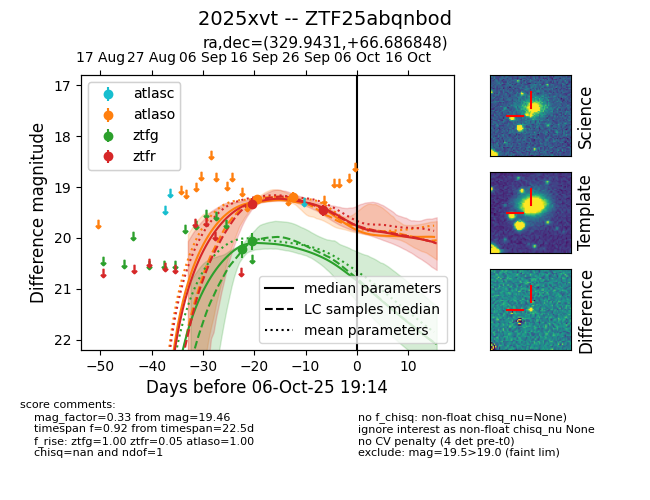 2025xvt -- ZTF25abqnbod
ra,dec=(329.9431,+66.686848)
17 Aug 27 Aug 06 Sep 16 Sep 26 Sep 06 Oct 16 Oct
atlasc
atlaso
ztfg
ztfr
17
18
19
20
21
22
Difference magnitude
median parameters
LC samples median
mean parameters
−50 −40 −30 −20 −10 0 10
Days before 06-Oct-25 19:14
Science
Template
Difference
score comments:
mag_factor=0.33 from mag=19.46
timespan f=0.92 from timespan=22.5d
f_rise: ztfg=1.00 ztfr=0.05 atlaso=1.00
chisq=nan and ndof=1
no f_chisq: non-float chisq_nu=None)
ignore interest as non-float chisq_nu None
no CV penalty (4 det pre-t0)
exclude: mag=19.5>19.0 (faint lim)